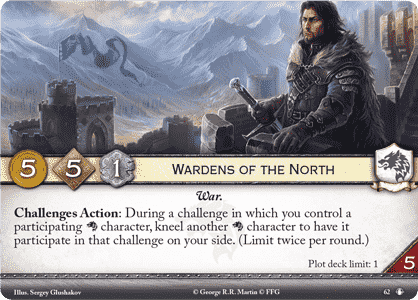 5 5 1 WARDENS OF THE NORTH
War.
Challenges Action: During a challenge in which you control a
participating character, kneel another character to have it
participate in that challenge on your side. (Limit twice per round.)
Plot deck limit: 1
5
Illus. Sergey Glushakov © George R.R. Martin © FFG 62